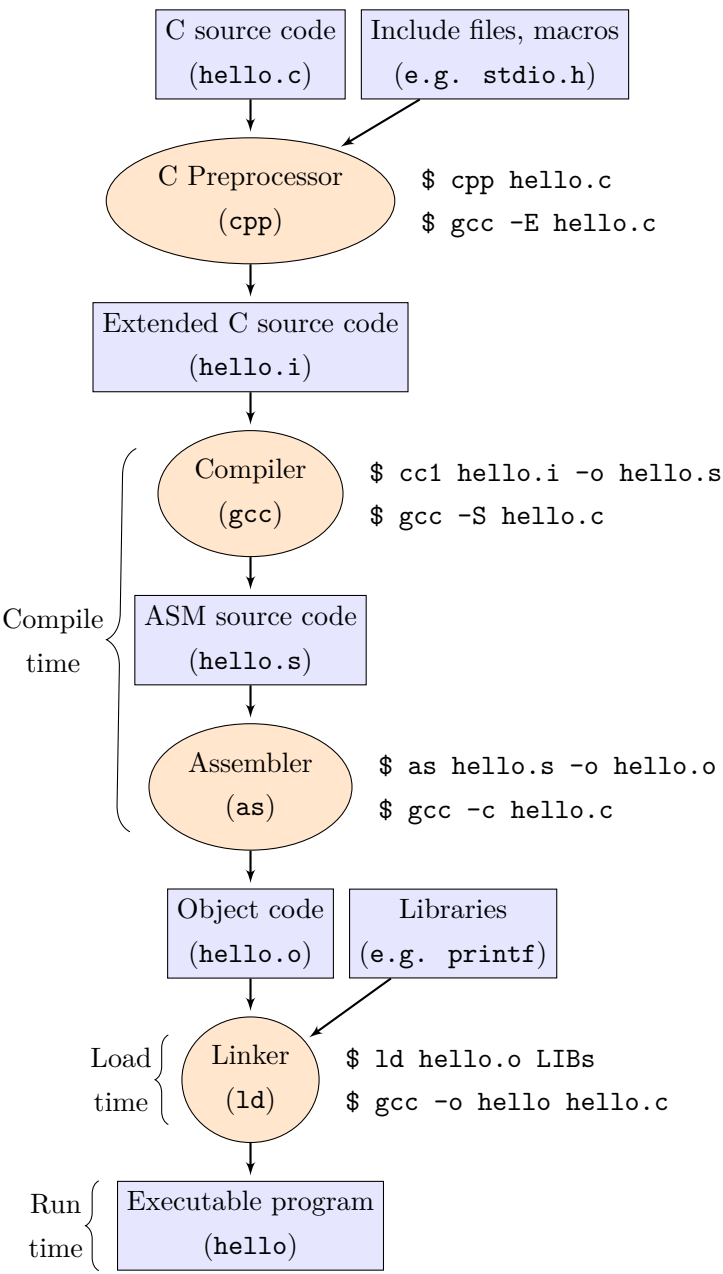 C source code
(hello.c)
Include files, macros
(e.g. stdio.h)
C Preprocessor
(cpp)
$ cpp hello.c
$ gcc -E hello.c
Extended C source code
(hello.i)
Compiler
(gcc)
$ cc1 hello.i -o hello.s
$ gcc -S hello.c
Compile
time
ASM source code
(hello.s)
Assembler
(as)
$ as hello.s -o hello.o
$ gcc -c hello.c
Object code
(hello.o)
Libraries
(e.g. printf)
Load
time
Linker
(ld)
$ ld hello.o LIBs
$ gcc -o hello hello.c
Run
time
Executable program
(hello)